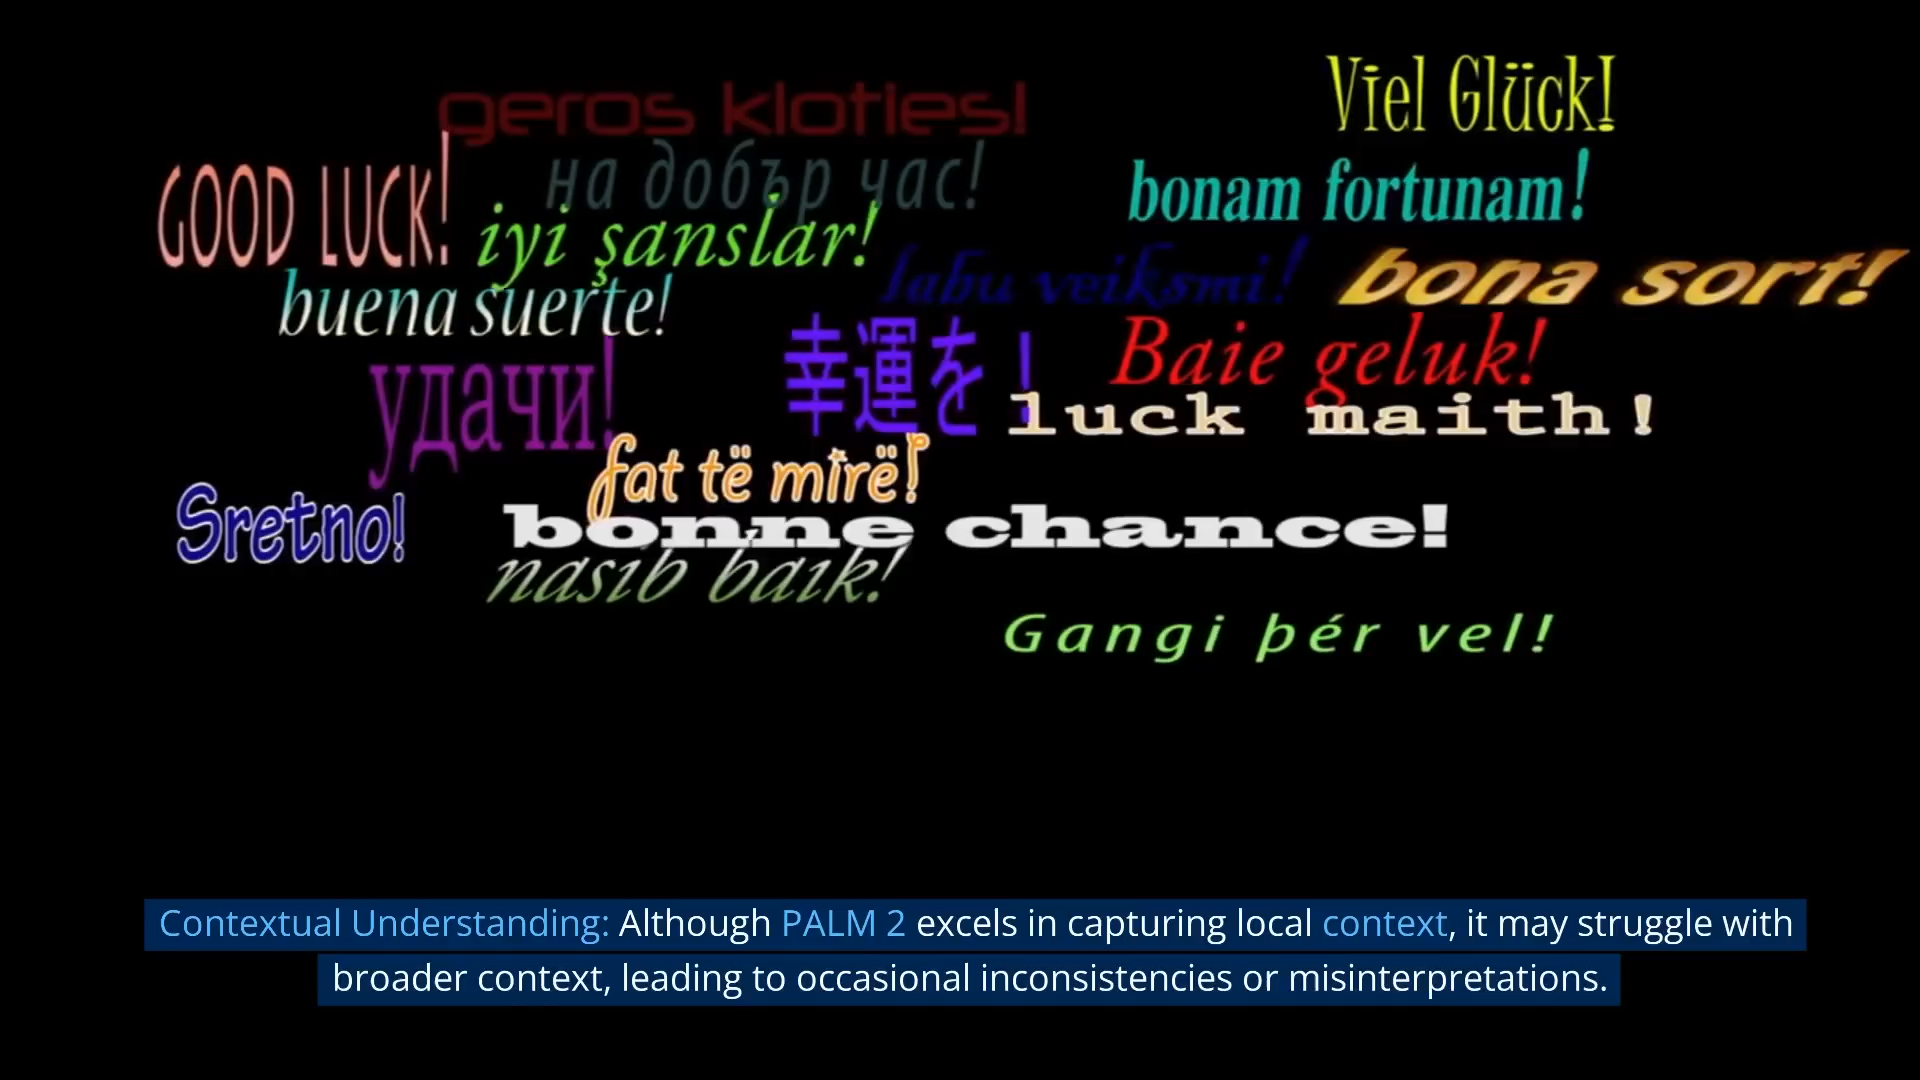 geros kloties!
Viel Glück!
GOOD LUCK!
на добър час!
bonam fortunam!
iyi şanslar!
labu veiksmi!
bona sort!
buena suerte!
幸運を！
Baie geluk!
удачи!
luck maith!
fat të mirë!
Sretno!
bonne chance!
nasib baik!
Gangi þér vel!
Contextual Understanding: Although PALM 2 excels in capturing local context, it may struggle with
broader context, leading to occasional inconsistencies or misinterpretations.